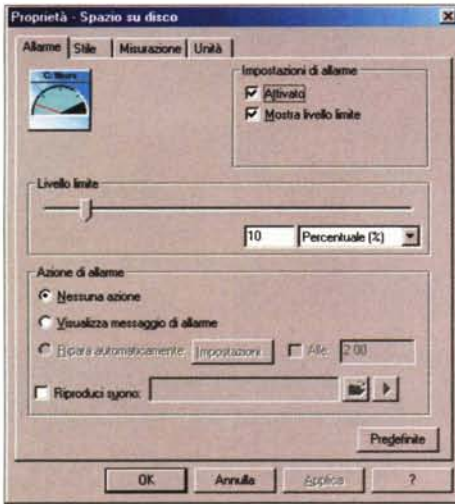 Proprietà - Spazio su disco
Allarme Stile Misurazione Unità
Impostazioni di allarme
Attivato
Mostra livello limite
Livello limite
10 Percentuale (%)
Azione di allarme
Nessuna azione
Visualizza messaggio di allarme
Ripara automaticamente: Impostazioni... Alle: 2.00
Riproduci suono:
Predefinite
OK Annulla Applica ?